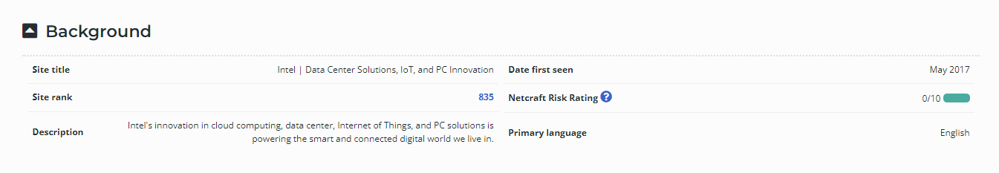 Background
Site title
Intel | Data Center Solutions, IoT, and PC Innovation
Date first seen
May 2017
Site rank
835
Netcraft Risk Rating ?
0/10
Description
Intel's innovation in cloud computing, data center, Internet of Things, and PC solutions is
powering the smart and connected digital world we live in.
Primary language
English